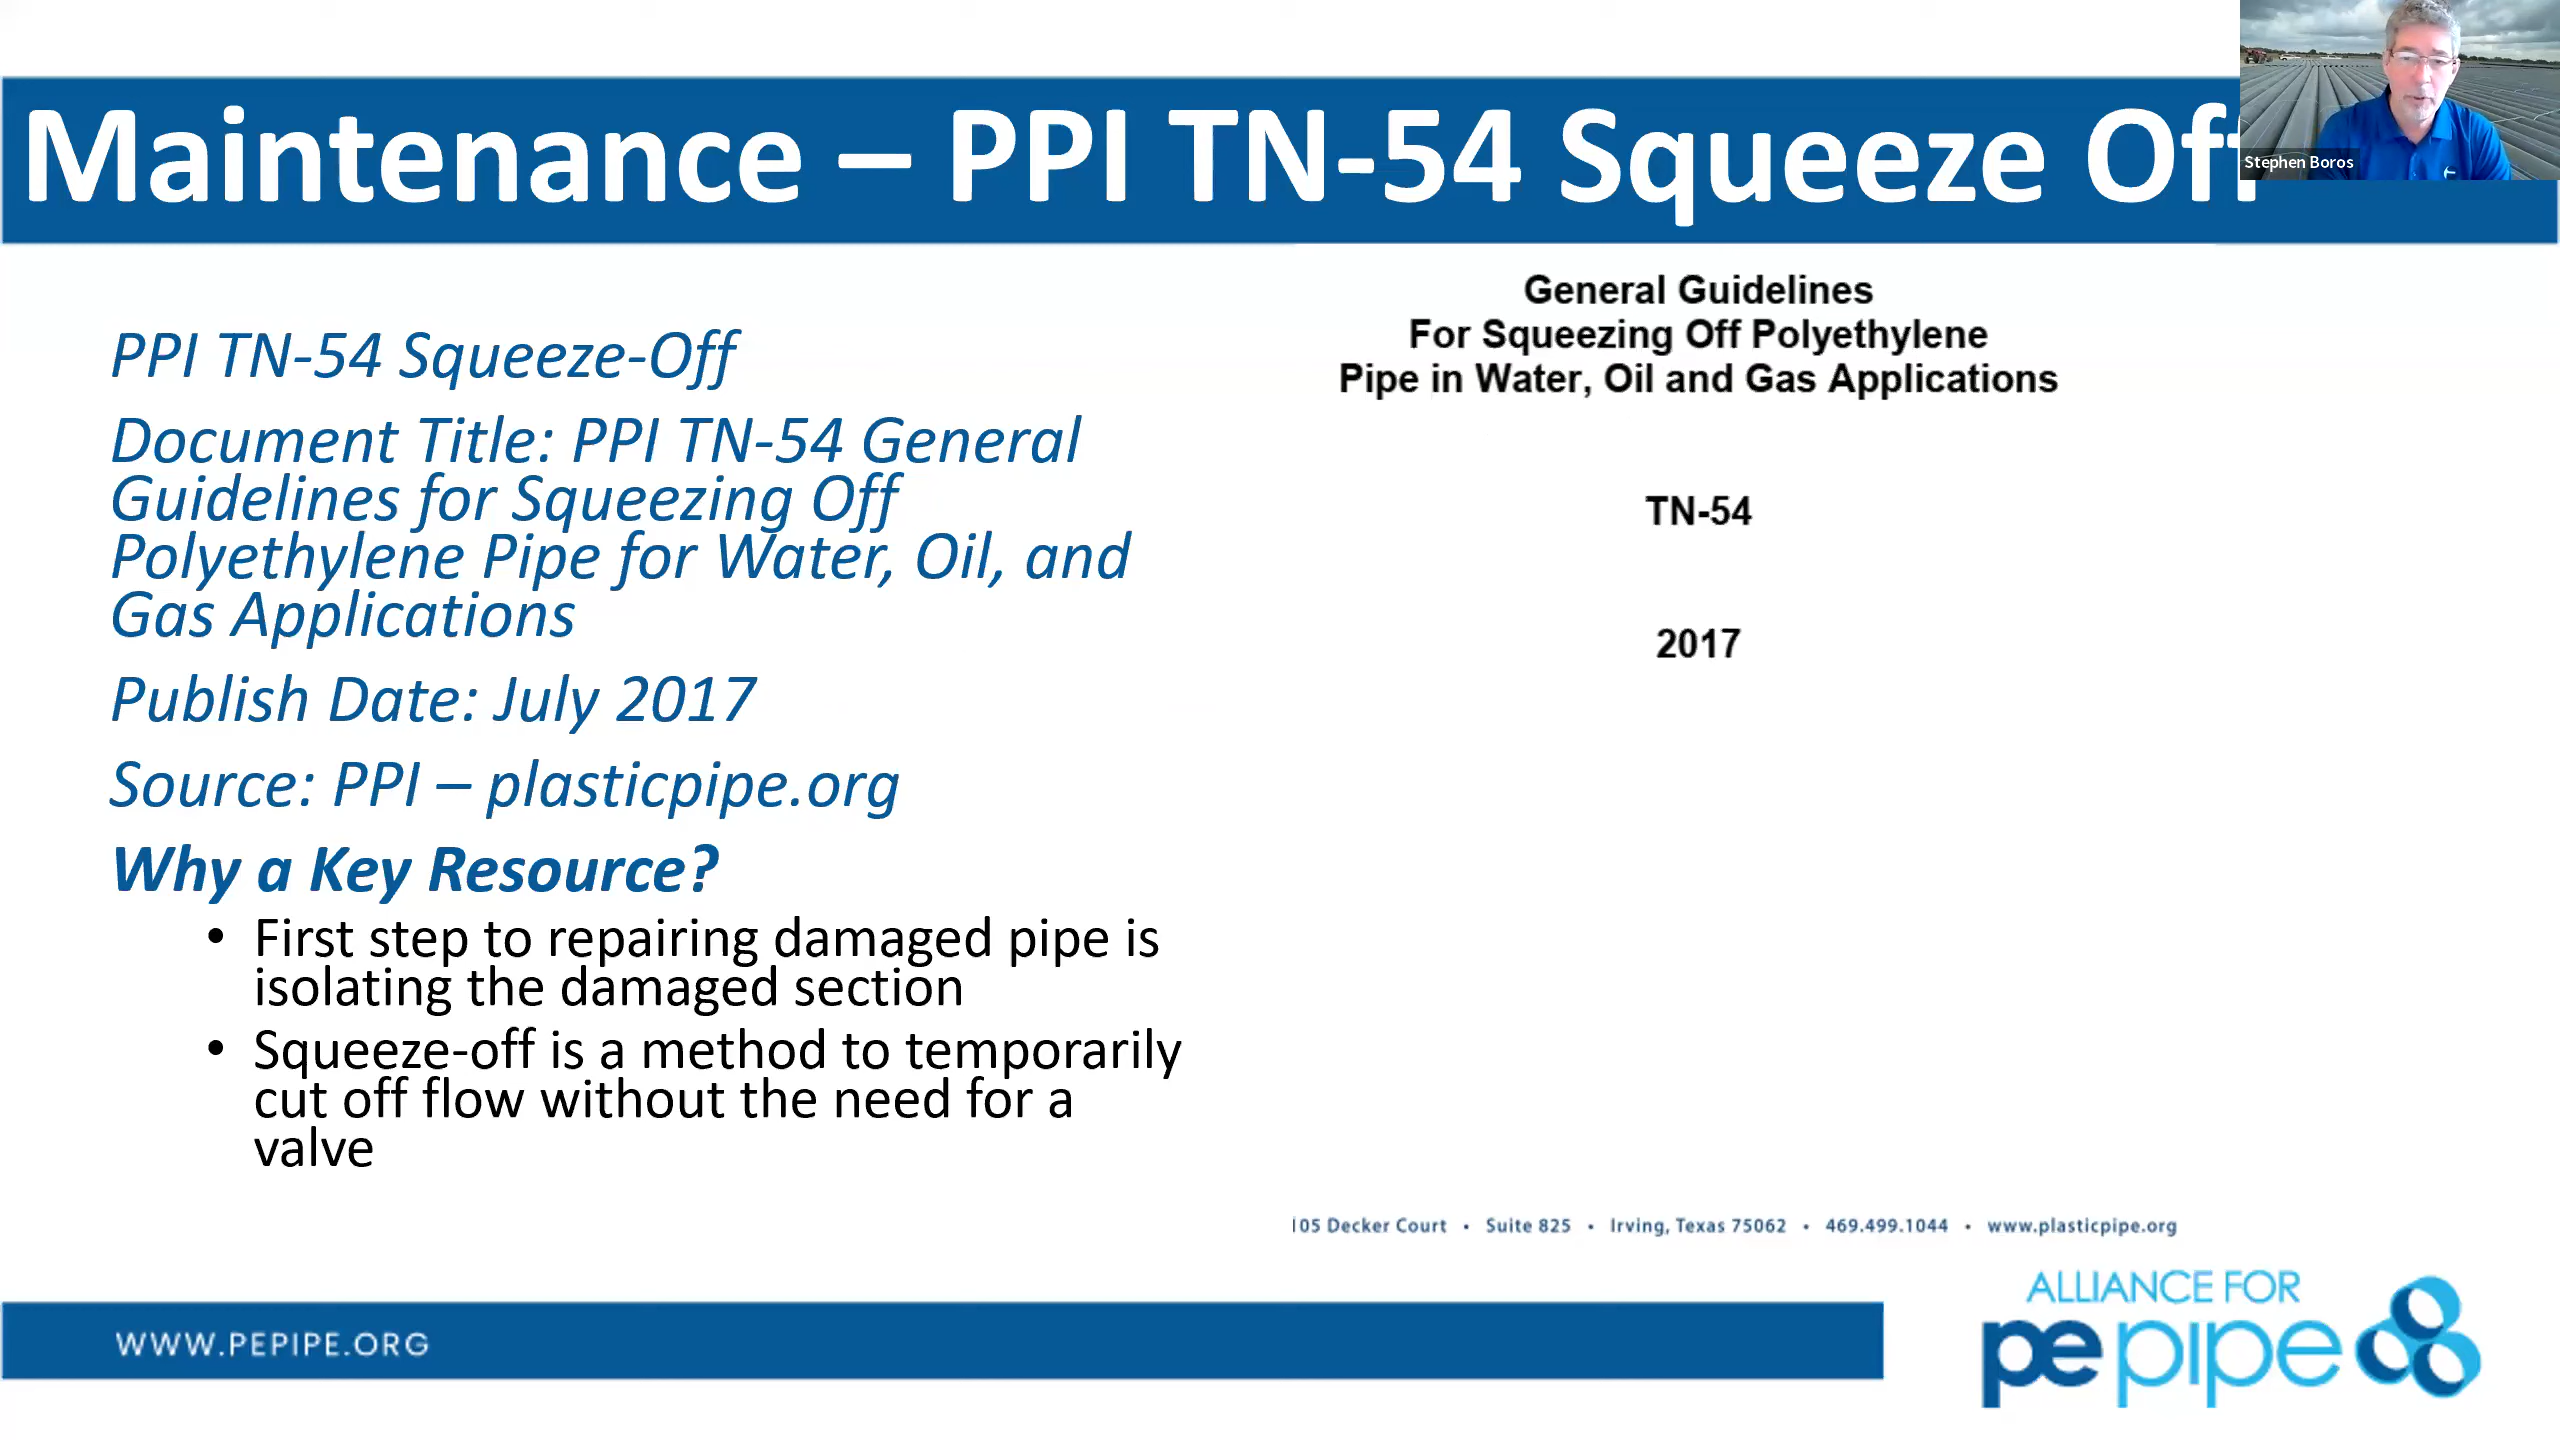 Maintenance – PPI TN-54 Squeeze Off
Stephen Boros
PPI TN-54 Squeeze-Off
Document Title: PPI TN-54 General
Guidelines for Squeezing Off
Polyethylene Pipe for Water, Oil, and
Gas Applications
Publish Date: July 2017
Source: PPI – plasticpipe.org
Why a Key Resource?
• First step to repairing damaged pipe is
isolating the damaged section
• Squeeze-off is a method to temporarily
cut off flow without the need for a
valve
General Guidelines
For Squeezing Off Polyethylene
Pipe in Water, Oil and Gas Applications
TN-54
2017
105 Decker Court • Suite 825 • Irving, Texas 75062 • 469.499.1044 • www.plasticpipe.org
WWW.PEPIPE.ORG
ALLIANCE FOR
pepipe